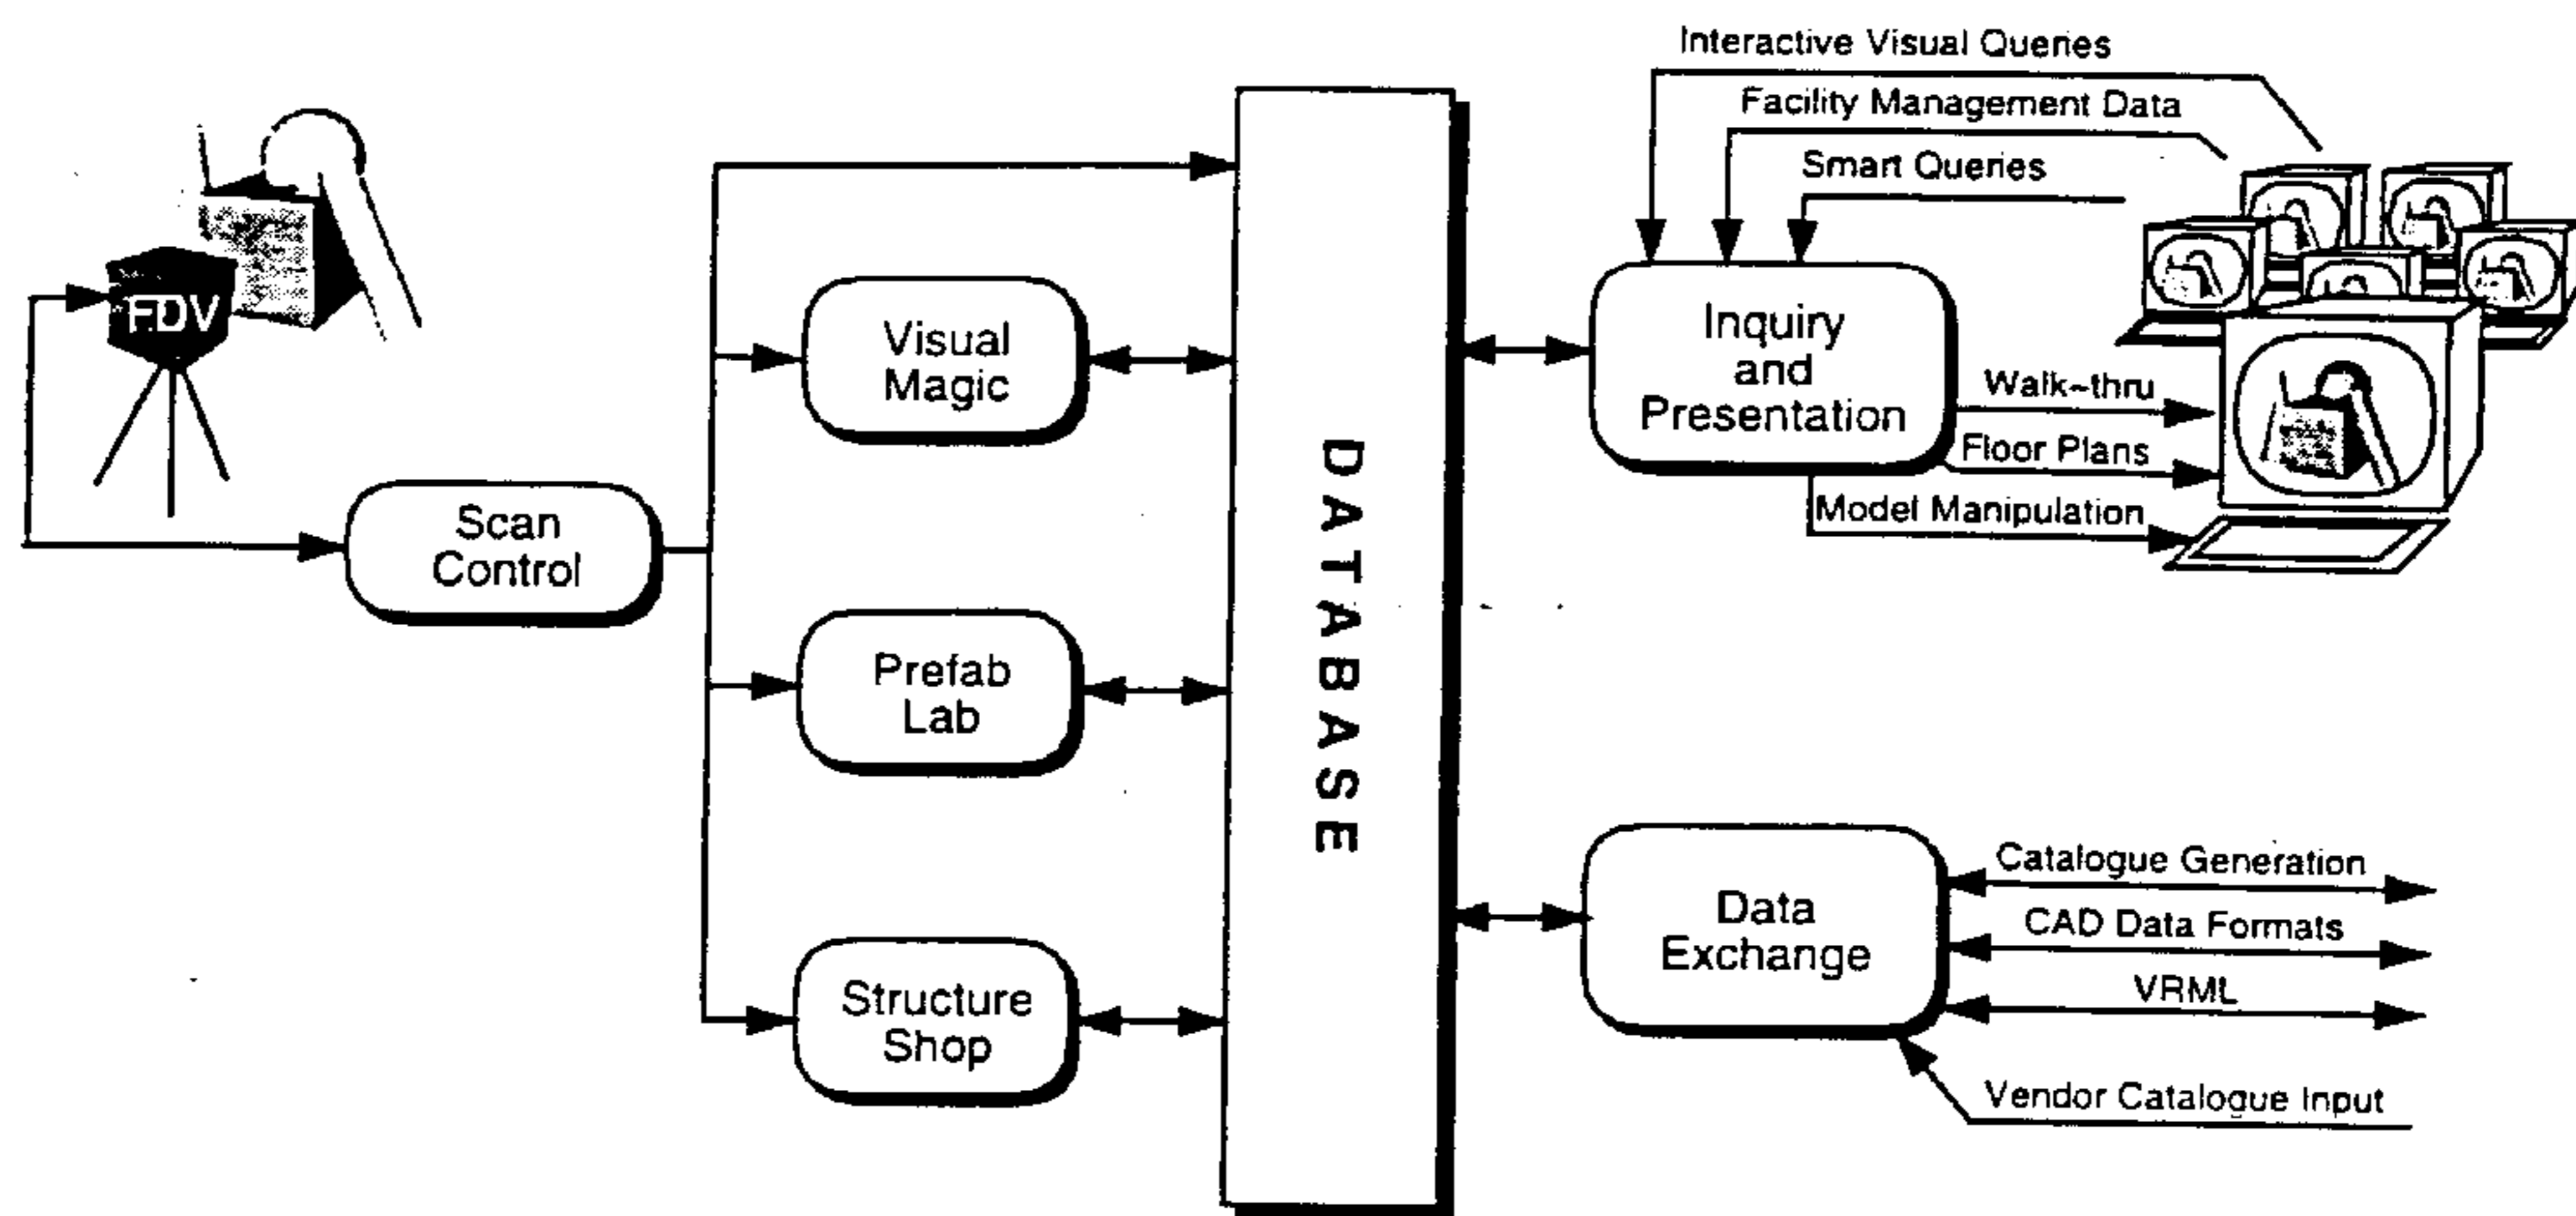 Interactive Visual Queries
Facility Management Data
Smart Queries
FDV
Visual
Magic
Inquiry
and
Presentation
Walk-thru
Floor Plans
Model Manipulation
Scan
Control
DATABASE
Prefab
Lab
Structure
Shop
Data
Exchange
Catalogue Generation
CAD Data Formats
VRML
Vendor Catalogue Input